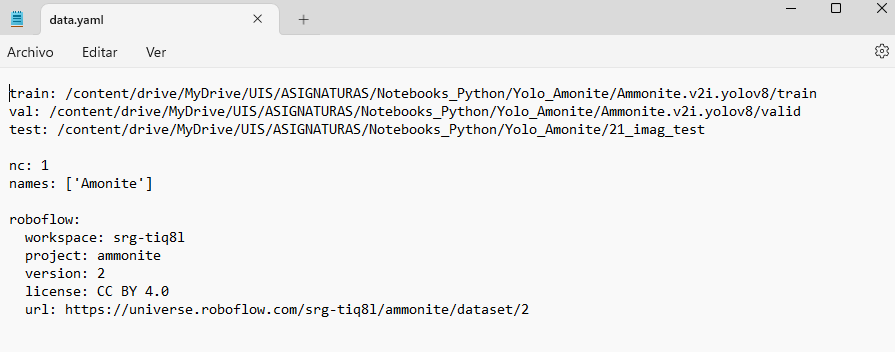 data.yaml
Archivo Editar Ver
train: /content/drive/MyDrive/UIS/ASIGNATURAS/Notebooks_Python/Yolo_Amonite/Ammonite.v2i.yolov8/train
val: /content/drive/MyDrive/UIS/ASIGNATURAS/Notebooks_Python/Yolo_Amonite/Ammonite.v2i.yolov8/valid
test: /content/drive/MyDrive/UIS/ASIGNATURAS/Notebooks_Python/Yolo_Amonite/21_imag_test

nc: 1
names: ['Amonite']

roboflow:
  workspace: srg-tiq8l
  project: ammonite
  version: 2
  license: CC BY 4.0
  url: https://universe.roboflow.com/srg-tiq8l/ammonite/dataset/2